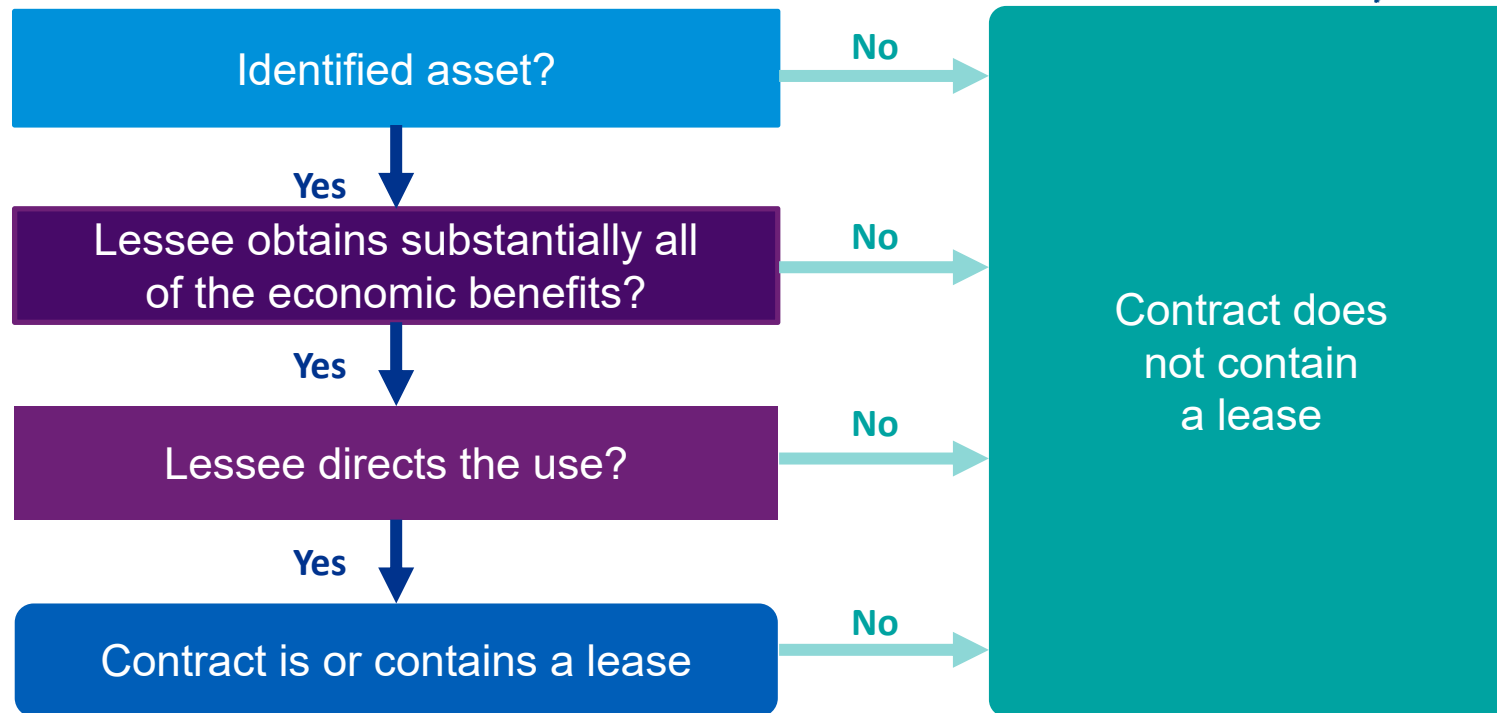 Identified asset?
No
Yes
Lessee obtains substantially all
of the economic benefits?
No
Yes
Lessee directs the use?
No
Yes
Contract is or contains a lease
No
Contract does
not contain
a lease